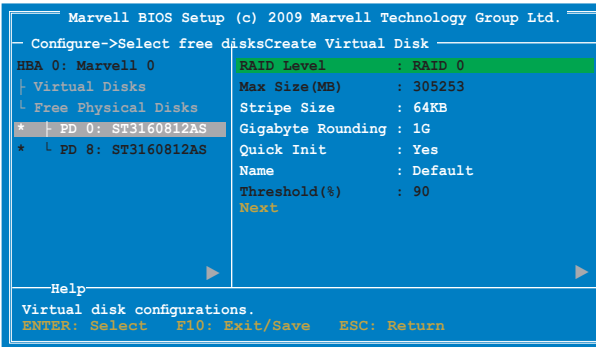 Marvell BIOS Setup (c) 2009 Marvell Technology Group Ltd.
Configure->Select free disksCreate Virtual Disk
HBA 0: Marvell 0
Virtual Disks
Free Physical Disks
* PD 0: ST3160812AS
* PD 8: ST3160812AS
RAID Level : RAID 0
Max Size(MB) : 305253
Stripe Size : 64KB
Gigabyte Rounding : 1G
Quick Init : Yes
Name : Default
Threshold(%) : 90
Next
Help
Virtual disk configurations.
ENTER: Select F10: Exit/Save ESC: Return